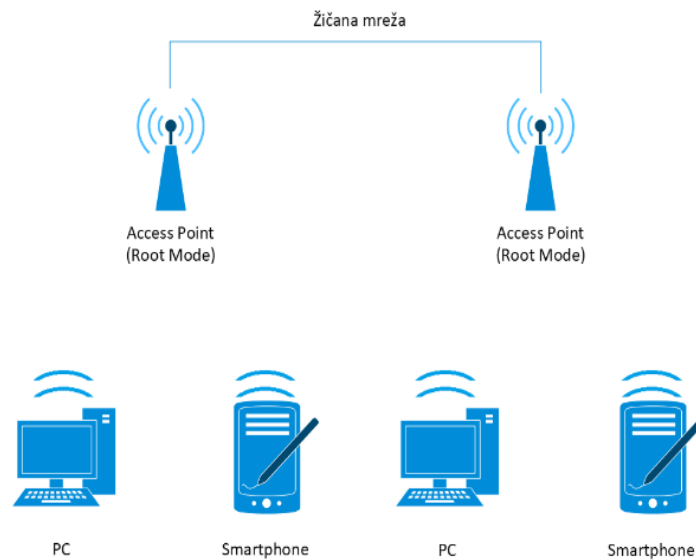 Žičana mreža
Access Point
(Root Mode)
Access Point
(Root Mode)
PC
Smartphone
PC
Smartphone